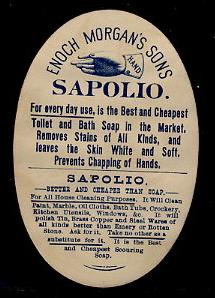 ENOCH MORGAN'S SONS
HAND
SAPOLIO.
For every day use, is the Best and Cheapest
Toilet and Bath Soap in the Market.
Removes Stains of All Kinds, and
leaves the Skin White and Soft.
Prevents Chapping of Hands.
SAPOLIO.
BETTER AND CHEAPER THAN SOAP.
For All House Cleaning Purposes. It Will Clean
Paint, Marble, Oil Cloths, Bath Tubs, Crockery,
Kitchen Utensils, Windows, &c. It will
polish Tin, Brass Copper and Steel Wares of
all kinds better than Emery or Rotten
Stone. Ask for it. Take no other as a
substitute for it. It is the Best
and Cheapest Scouring
Soap.